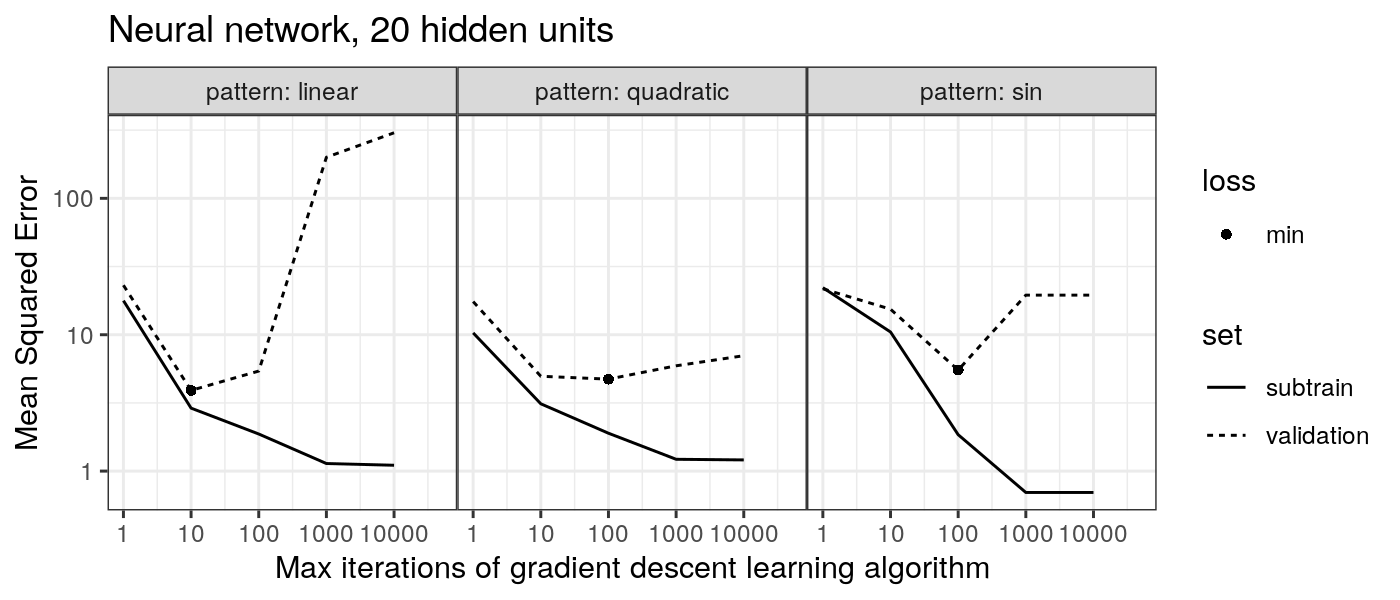 Neural network, 20 hidden units
pattern: linear
pattern: quadratic
pattern: sin
Mean Squared Error
100
10
1
1 10 100 1000 10000
1 10 100 1000 10000
1 10 100 1000 10000
Max iterations of gradient descent learning algorithm
loss
min
set
subtrain
validation